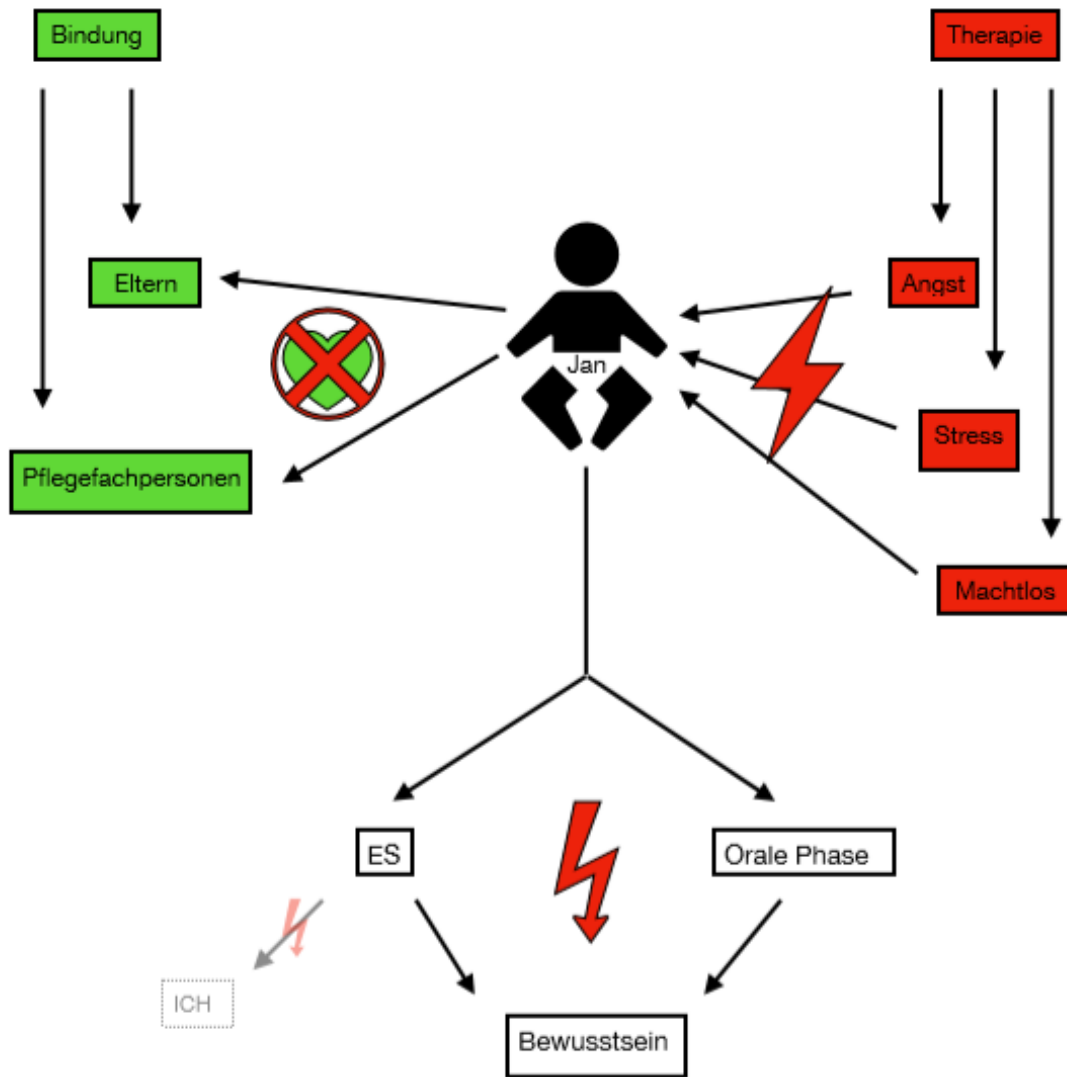 Bindung
Therapie
Eltern
Angst
Jan
Stress
Pflegefachpersonen
Machtlos
ES
Orale Phase
ICH
Bewusstsein